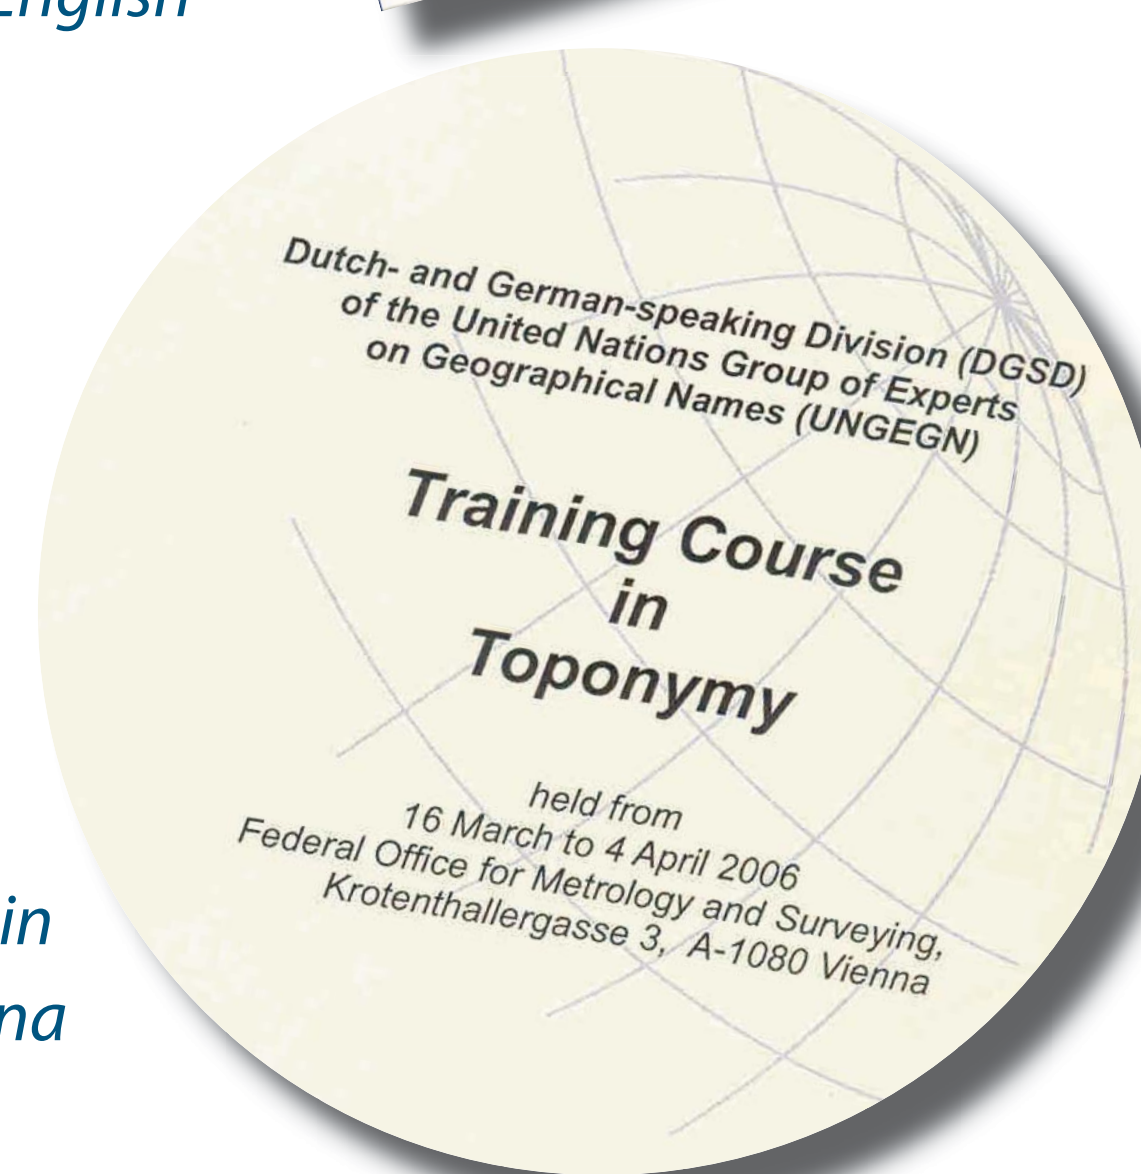 English
Dutch- and German-speaking Division (DGSD)
of the United Nations Group of Experts
on Geographical Names (UNGEGN)
Training Course
in
Toponymy
held from
16 March to 4 April 2006
Federal Office for Metrology and Surveying,
Krotenthallergasse 3, A-1080 Vienna
in